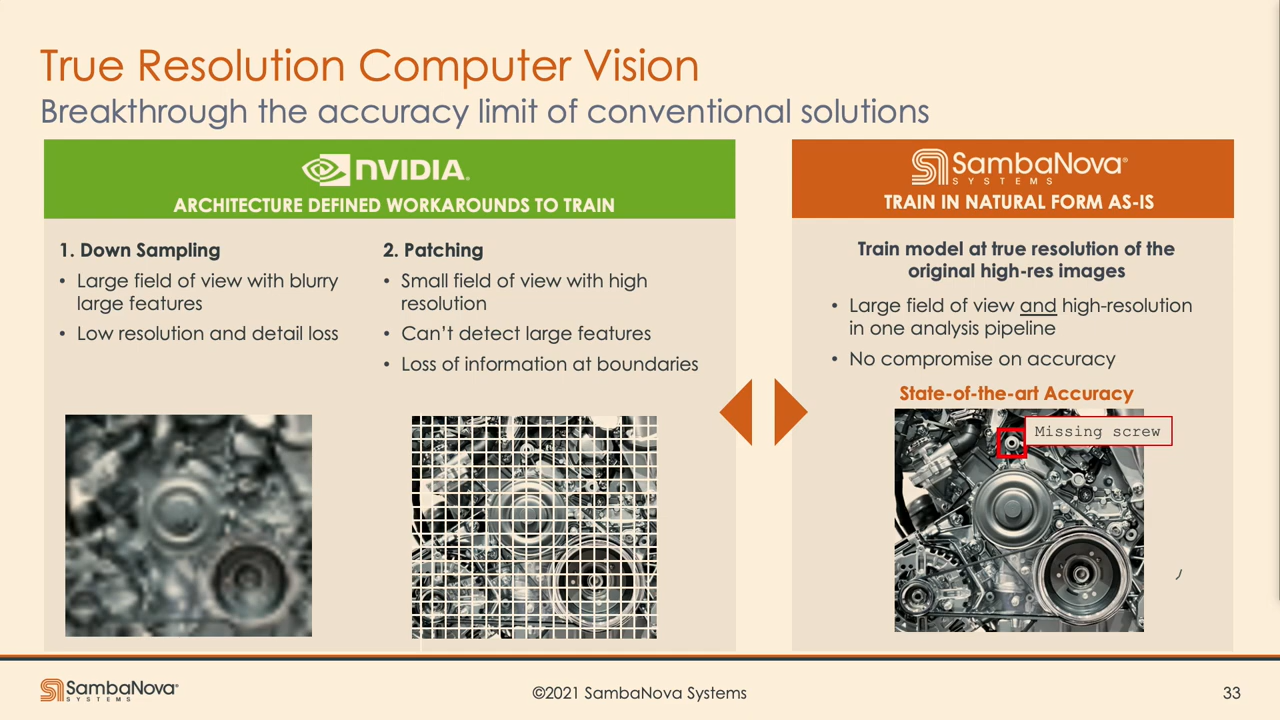 True Resolution Computer Vision
Breakthrough the accuracy limit of conventional solutions
NVIDIA.
ARCHITECTURE DEFINED WORKAROUNDS TO TRAIN
1. Down Sampling
• Large field of view with blurry
large features
• Low resolution and detail loss
2. Patching
• Small field of view with high
resolution
• Can't detect large features
• Loss of information at boundaries
SambaNova®
SYSTEMS
TRAIN IN NATURAL FORM AS-IS
Train model at true resolution of the
original high-res images
• Large field of view and high-resolution
in one analysis pipeline
• No compromise on accuracy
State-of-the-art Accuracy
Missing screw
SambaNova®
SYSTEMS
©2021 SambaNova Systems
33